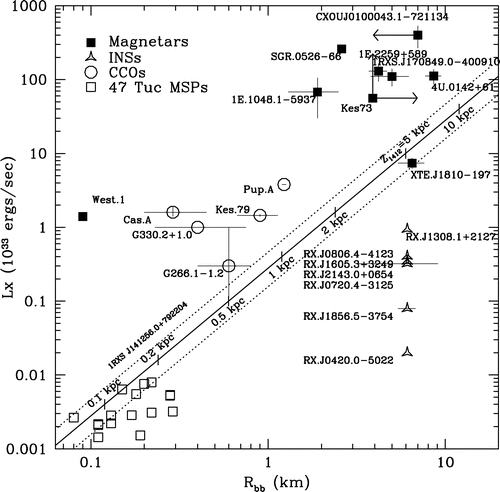 CXOUJ0100043.1-721134
Magnetars
INSs
CCOs
47 Tuc MSPs
SGR.0526-66
1E.2259+589
1RXS.J170849.0-400910
4U.0142+61
1E.1048.1-5937
Kes73
Z1412=5 kpc
10 kpc
XTE.J1810-197
Pup.A
West.1
Cas.A
Kes.79
G330.2+1.0
2 kpc
RX.J1308.1+2127
RX.J0806.4-4123
RX.J1605.3+3249
RX.J2143.0+0654
RX.J0720.4-3125
G266.1-1.2
1 kpc
0.5 kpc
RX.J1856.5-3754
1RXS J141256.0+792204
0.2 kpc
RX.J0420.0-5022
0.1 kpc
1000
100
10
1
0.1
0.01
0.001
Lx (10³³ ergs/sec)
0.1
1
10
Rbb (km)